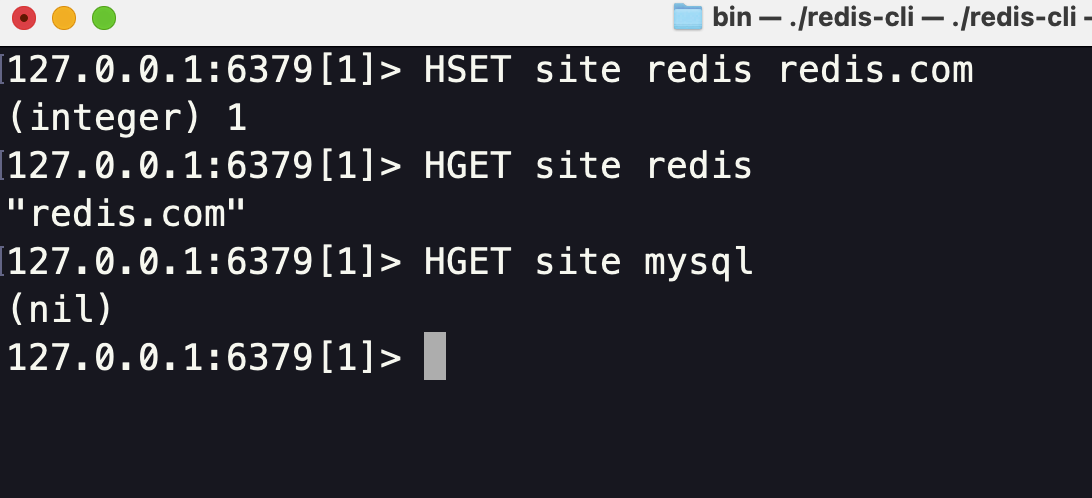 bin — ./redis-cli — ./redis-cli -
[127.0.0.1:6379[1]> HSET site redis redis.com
(integer) 1
[127.0.0.1:6379[1]> HGET site redis
"redis.com"
[127.0.0.1:6379[1]> HGET site mysql
(nil)
127.0.0.1:6379[1]>